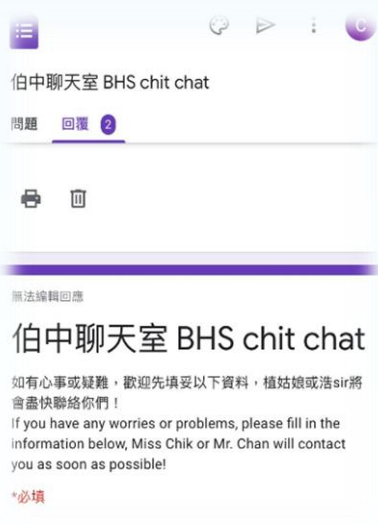 C
伯中聊天室 BHS chit chat
問題 回覆 2
無法編輯回應
伯中聊天室 BHS chit chat
如有心事或疑難，歡迎先填妥以下資料，植姑娘或浩sir將
會盡快聯絡你們！
If you have any worries or problems, please fill in the
information below, Miss Chik or Mr. Chan will contact
you as soon as possible!
*必填